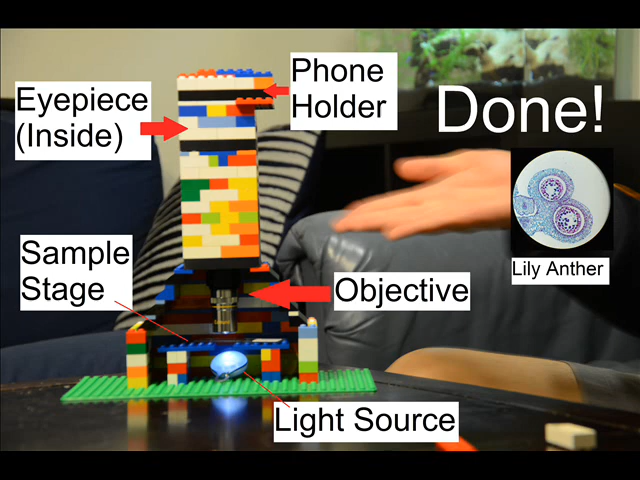 Phone
Holder
Eyepiece
(Inside)
Done!
Lily Anther
Sample
Stage
Objective
Light Source